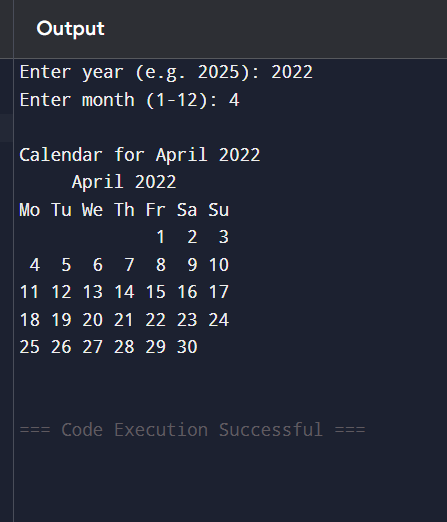 Output
Enter year (e.g. 2025): 2022
Enter month (1-12): 4
Calendar for April 2022
     April 2022
Mo Tu We Th Fr Sa Su
             1  2  3
 4  5  6  7  8  9 10
11 12 13 14 15 16 17
18 19 20 21 22 23 24
25 26 27 28 29 30
=== Code Execution Successful ===